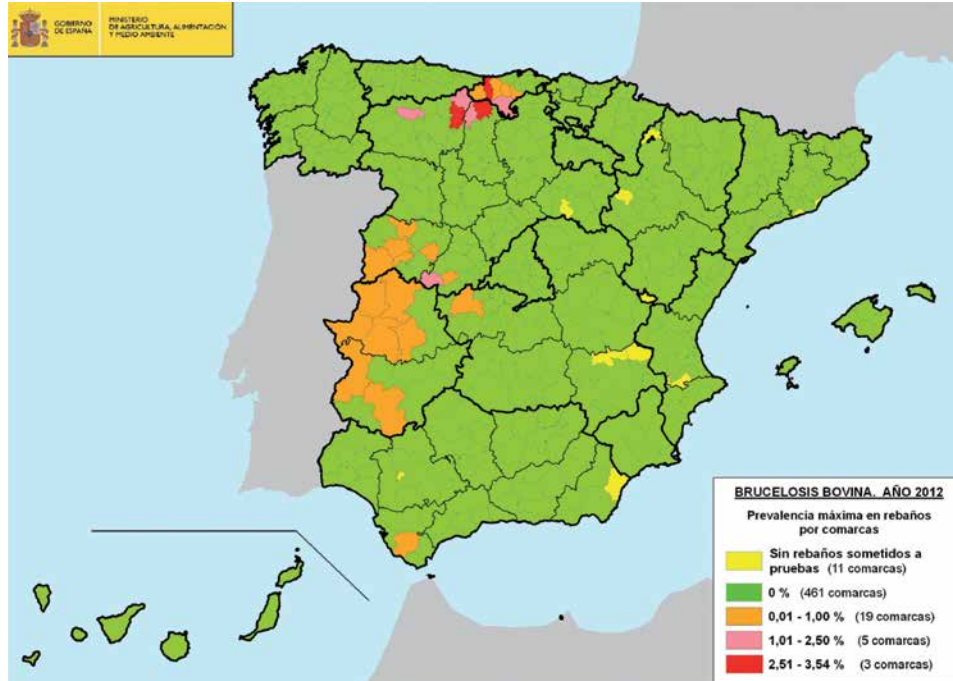 GOBIERNO
DE ESPAÑA
MINISTERIO
DE AGRICULTURA, ALIMENTACIÓN
Y MEDIO AMBIENTE
BRUCELOSIS BOVINA. AÑO 2012
Prevalencia máxima en rebaños
por comarcas
Sin rebaños sometidos a
pruebas (11 comarcas)
0 % (461 comarcas)
0,01 - 1,00 % (19 comarcas)
1,01 - 2,50 % (5 comarcas)
2,51 - 3,54 % (3 comarcas)